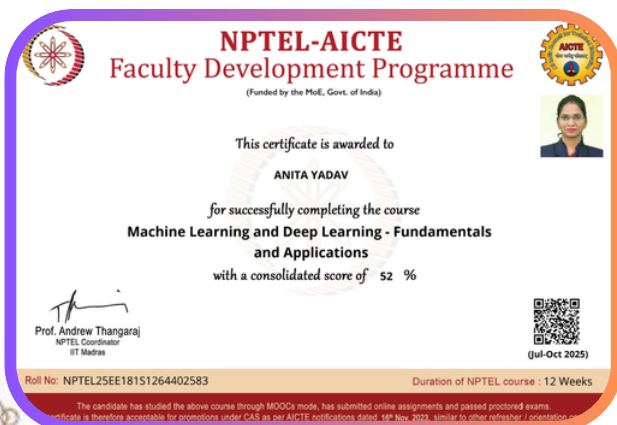 NPTEL-AICTE
Faculty Development Programme
(Funded by the MoE, Govt. of India)
AICTE
This certificate is awarded to
ANITA YADAV
for successfully completing the course
Machine Learning and Deep Learning - Fundamentals
and Applications
with a consolidated score of 52 %
Prof. Andrew Thangaraj
NPTEL Coordinator
IIT Madras
(Jul-Oct 2025)
Roll No: NPTEL25EE181S1264402583
Duration of NPTEL course : 12 Weeks
The candidate has studied the above course through MOOCs mode, has submitted online assignments and passed proctored exams.
certificate is therefore acceptable for promotions under CAS as per AICTE notifications dated 16th Nov. 2023, similar to other refresher / orientation